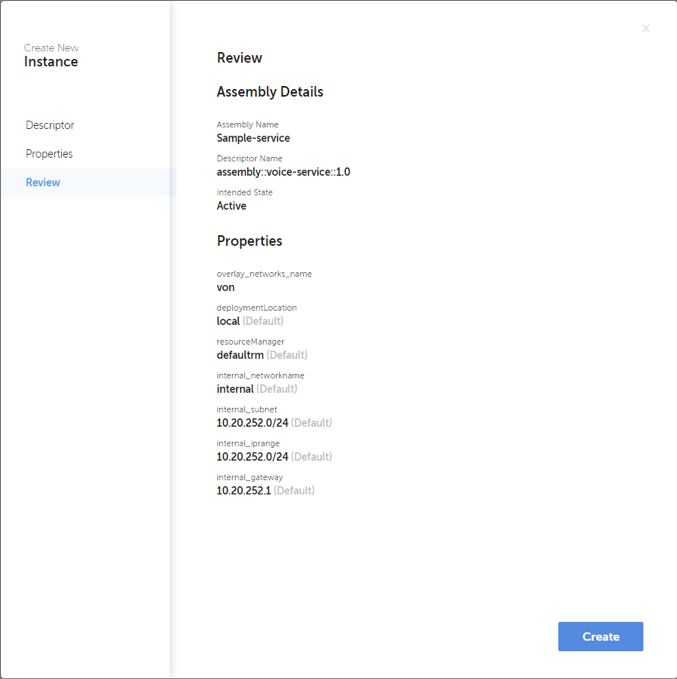 Create New
Instance
Descriptor
Properties
Review
x
Review
Assembly Details
Assembly Name
Sample-service
Descriptor Name
assembly::voice-service::1.0
Intended State
Active
Properties
overlay_networks_name
von
deploymentLocation
local (Default)
resourceManager
defaultrm (Default)
internal_networkname
internal (Default)
internal_subnet
10.20.252.0/24 (Default)
internal_iprange
10.20.252.0/24 (Default)
internal_gateway
10.20.252.1 (Default)
Create